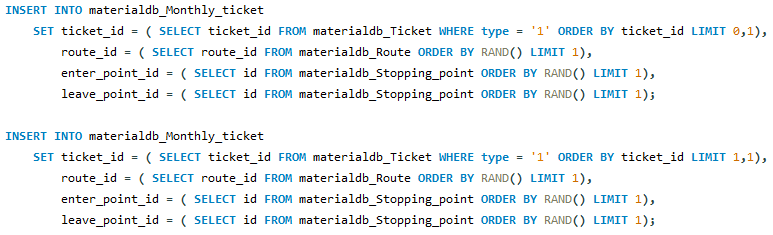 INSERT INTO materialdb_Monthly_ticket
SET ticket_id = ( SELECT ticket_id FROM materialdb_Ticket WHERE type = '1' ORDER BY ticket_id LIMIT 0,1),
route_id = ( SELECT route_id FROM materialdb_Route ORDER BY RAND() LIMIT 1),
enter_point_id = ( SELECT id FROM materialdb_Stopping_point ORDER BY RAND() LIMIT 1),
leave_point_id = ( SELECT id FROM materialdb_Stopping_point ORDER BY RAND() LIMIT 1);
INSERT INTO materialdb_Monthly_ticket
SET ticket_id = ( SELECT ticket_id FROM materialdb_Ticket WHERE type = '1' ORDER BY ticket_id LIMIT 1,1),
route_id = ( SELECT route_id FROM materialdb_Route ORDER BY RAND() LIMIT 1),
enter_point_id = ( SELECT id FROM materialdb_Stopping_point ORDER BY RAND() LIMIT 1),
leave_point_id = ( SELECT id FROM materialdb_Stopping_point ORDER BY RAND() LIMIT 1);